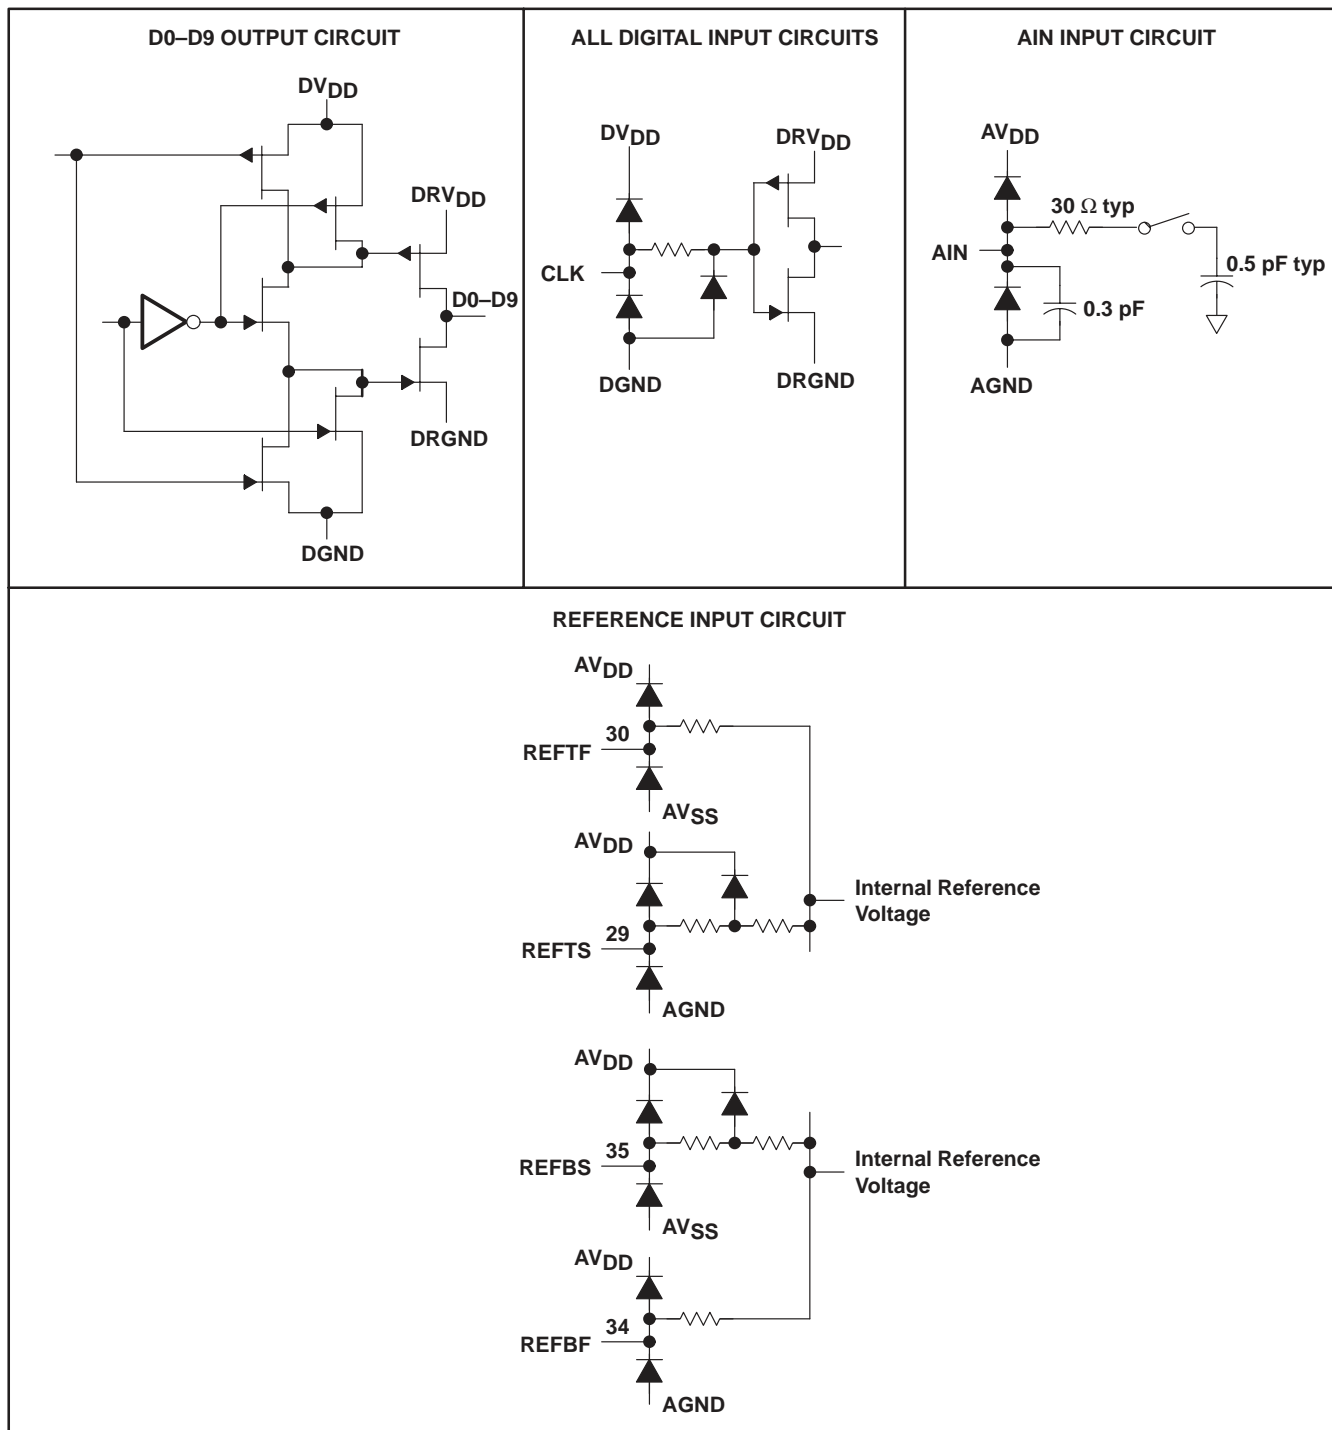 D0–D9 OUTPUT CIRCUIT
DVDD
DRVDD
D0–D9
DRGND
DGND
ALL DIGITAL INPUT CIRCUITS
DVDD
DRVDD
CLK
DGND
DRGND
AIN INPUT CIRCUIT
AVDD
30 Ω typ
AIN
0.5 pF typ
0.3 pF
AGND
REFERENCE INPUT CIRCUIT
AVDD
30
REFTF
AVSS
AVDD
Internal Reference
Voltage
29
REFTS
AGND
AVDD
35
REFBS
Internal Reference
Voltage
AVSS
AVDD
34
REFBF
AGND